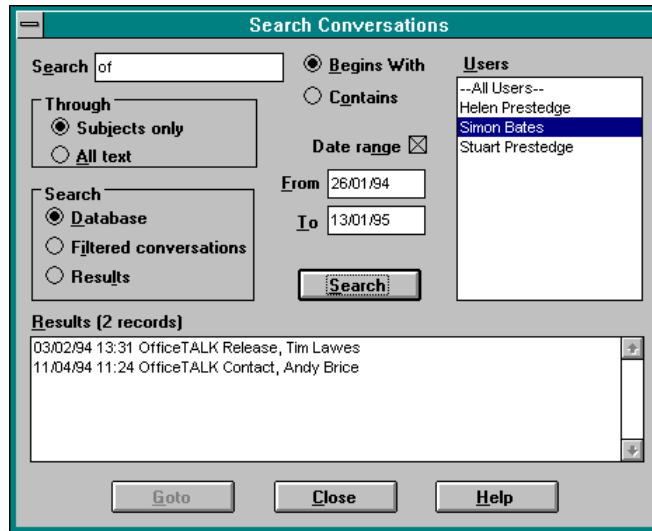 Search Conversations
Search of
Begins With
Contains
Users
--All Users--
Helen Prestedge
Simon Bates
Stuart Prestedge
Through
Subjects only
All text
Date range
From 26/01/94
To 13/01/95
Search
Database
Filtered conversations
Results
Search
Results (2 records)
03/02/94 13:31 OfficeTALK Release, Tim Lawes
11/04/94 11:24 OfficeTALK Contact, Andy Brice
Goto Close Help